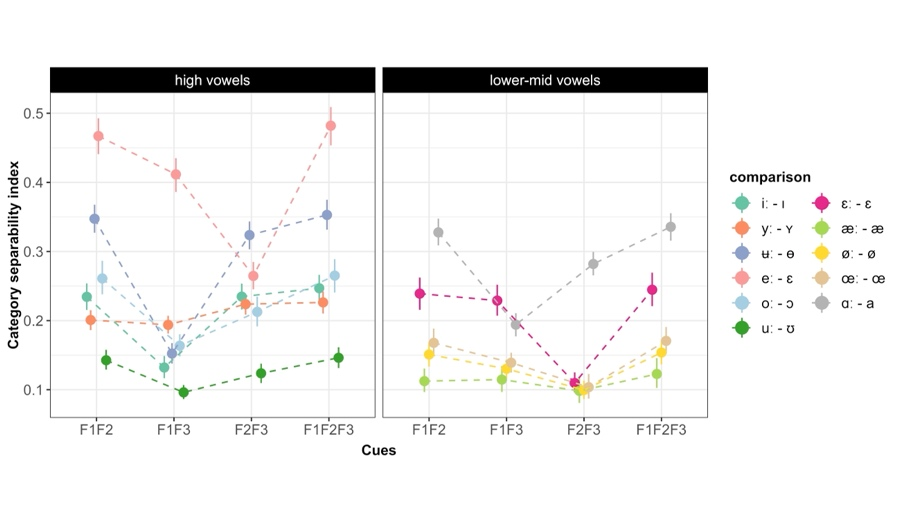 high vowels
lower-mid vowels
Category separability index
0.5
0.4
0.3
0.2
0.1
F1F2 F1F3 F2F3 F1F2F3
F1F2 F1F3 F2F3 F1F2F3
Cues
comparison
iː - ɪ
yː - ʏ
ʉː - ɵ
eː - ɛ
oː - ɔ
uː - ʊ
ɛː - ɛ
æː - æ
øː - ø
œː - œ
ɑː - a